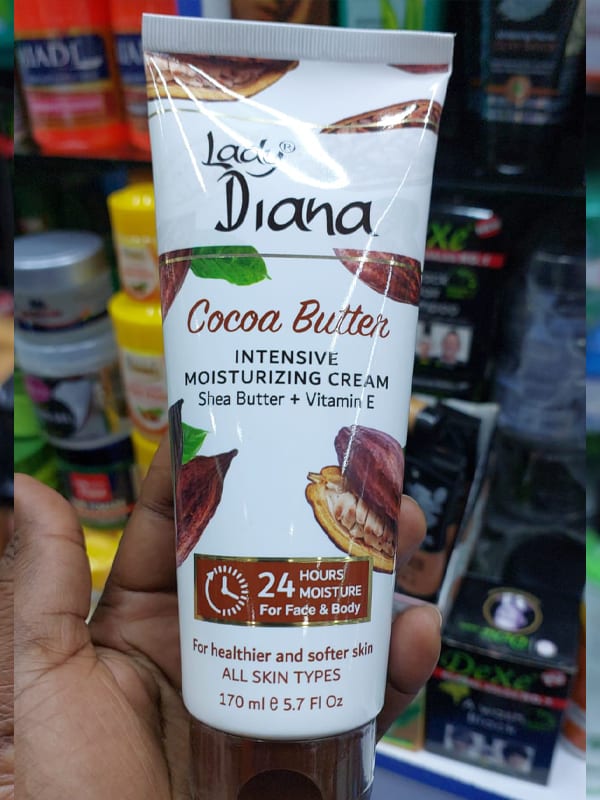 Lady®
Diana
Cocoa Butter
INTENSIVE
MOISTURIZING CREAM
Shea Butter + Vitamin E
24 HOURS
MOISTURE
For Face & Body
For healthier and softer skin
ALL SKIN TYPES
170 ml e 5.7 Fl Oz
DeXe